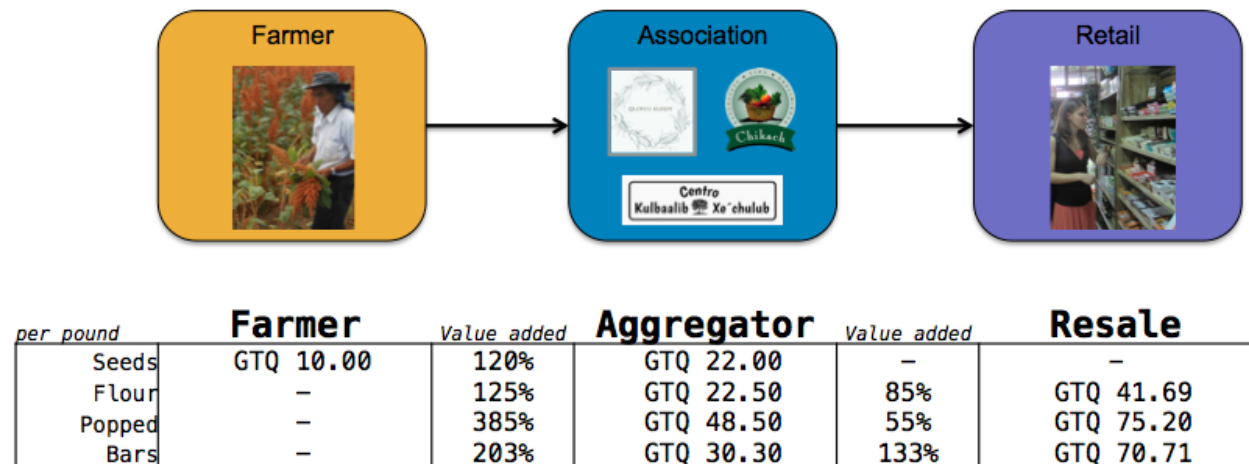 Farmer
Association
Retail
Chiksach
Centro
Kulbaalib Xe´chulub
per pound Farmer Value added Aggregator Value added Resale
Seeds GTQ 10.00 120% GTQ 22.00 – –
Flour – 125% GTQ 22.50 85% GTQ 41.69
Popped – 385% GTQ 48.50 55% GTQ 75.20
Bars – 203% GTQ 30.30 133% GTQ 70.71